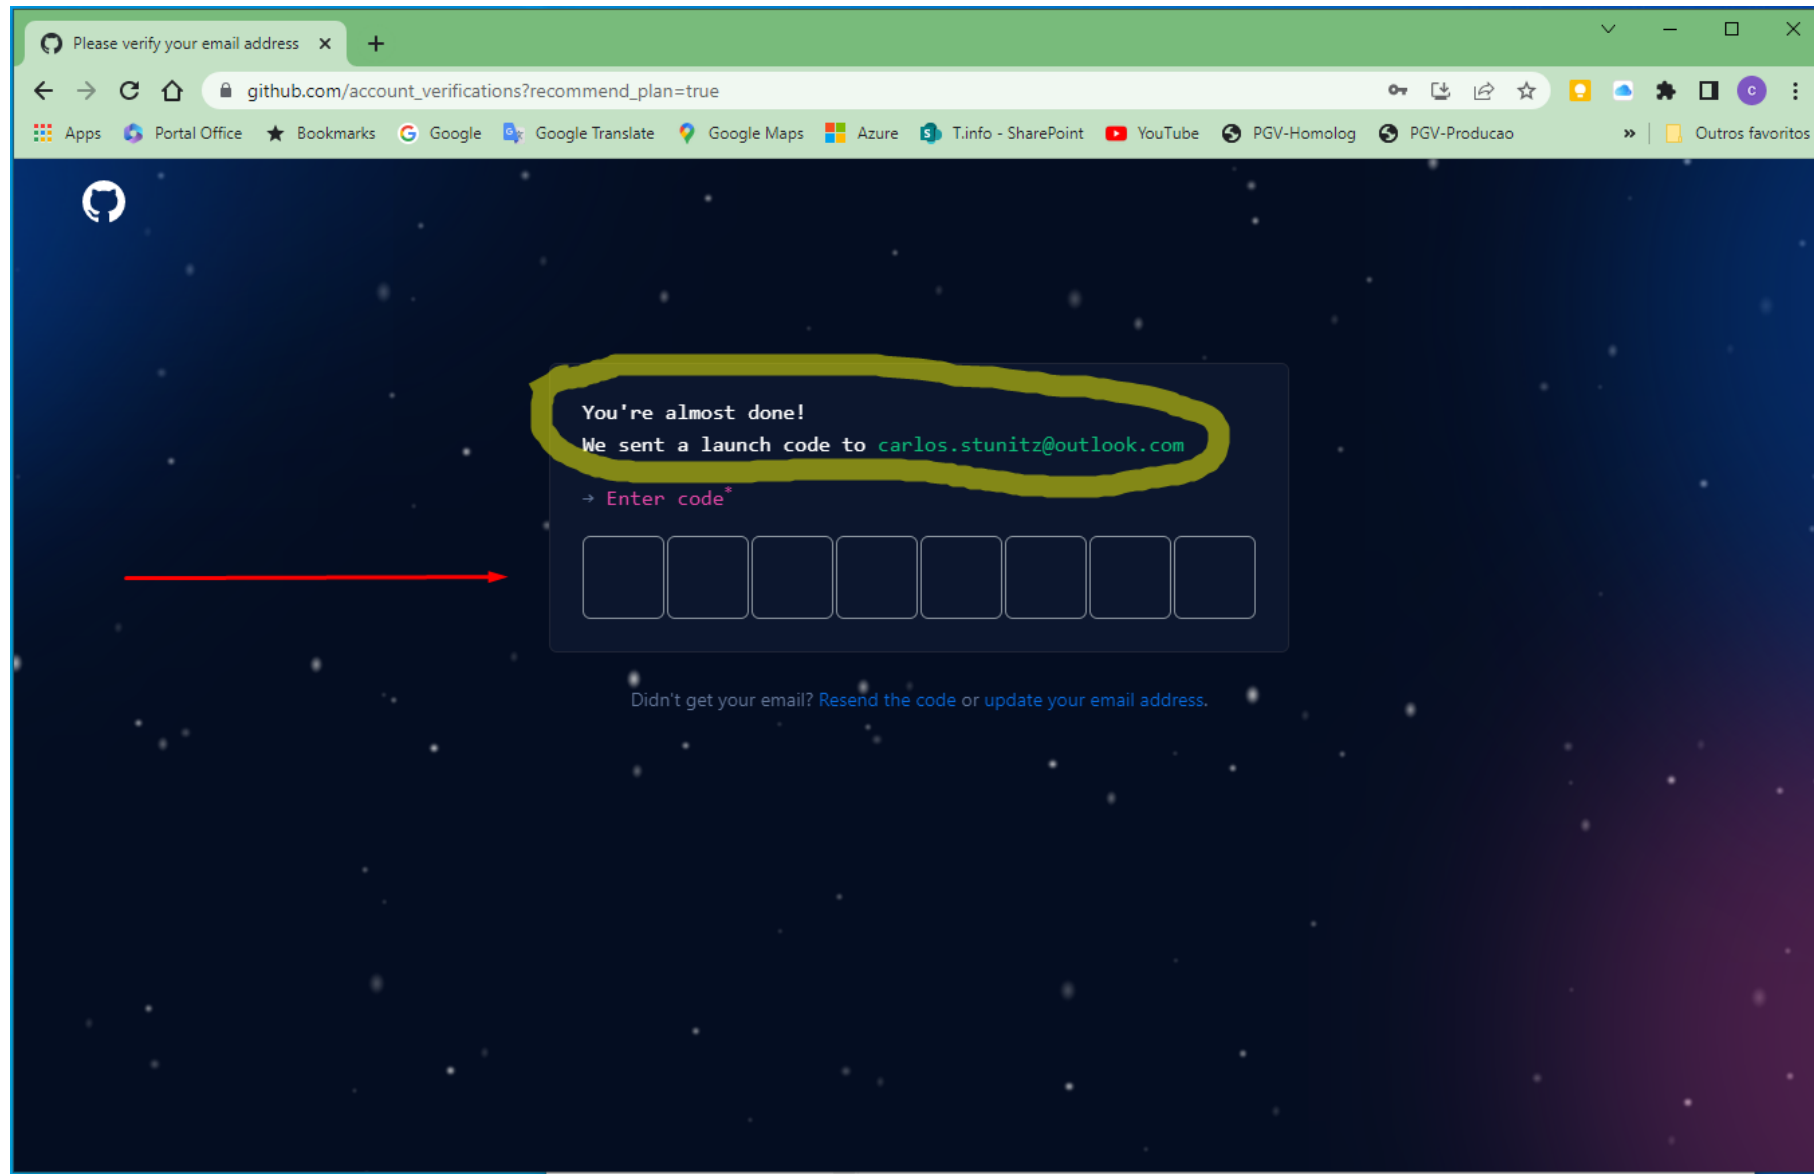 Please verify your email address
github.com/account_verifications?recommend_plan=true
C
Apps Portal Office Bookmarks Google Google Translate Google Maps Azure T.info - SharePoint YouTube PGV-Homolog PGV-Producao » Outros favoritos
You're almost done!
We sent a launch code to carlos.stunitz@outlook.com
→ Enter code*
Didn't get your email? Resend the code or update your email address.